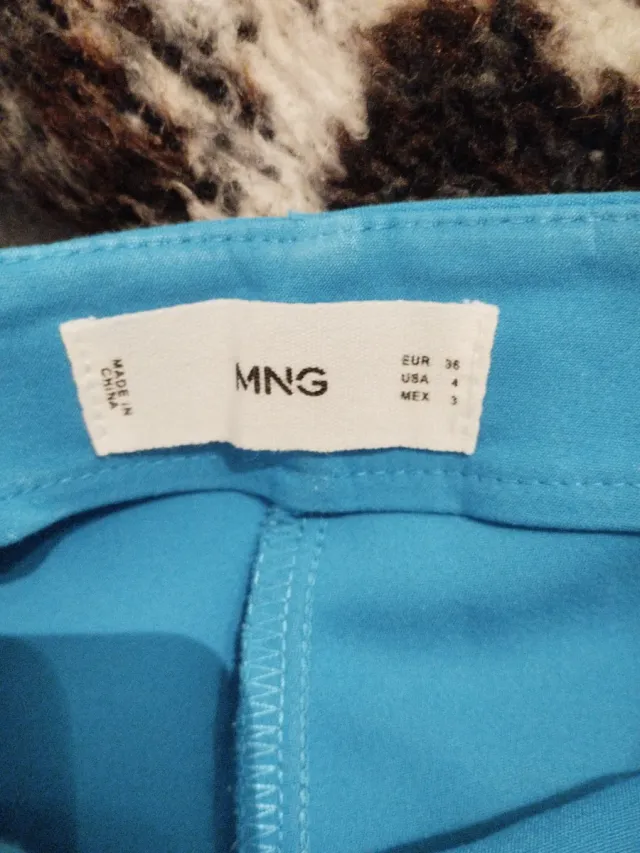 MADE IN
CHINA
MNG
EUR 36
USA 4
MEX 3